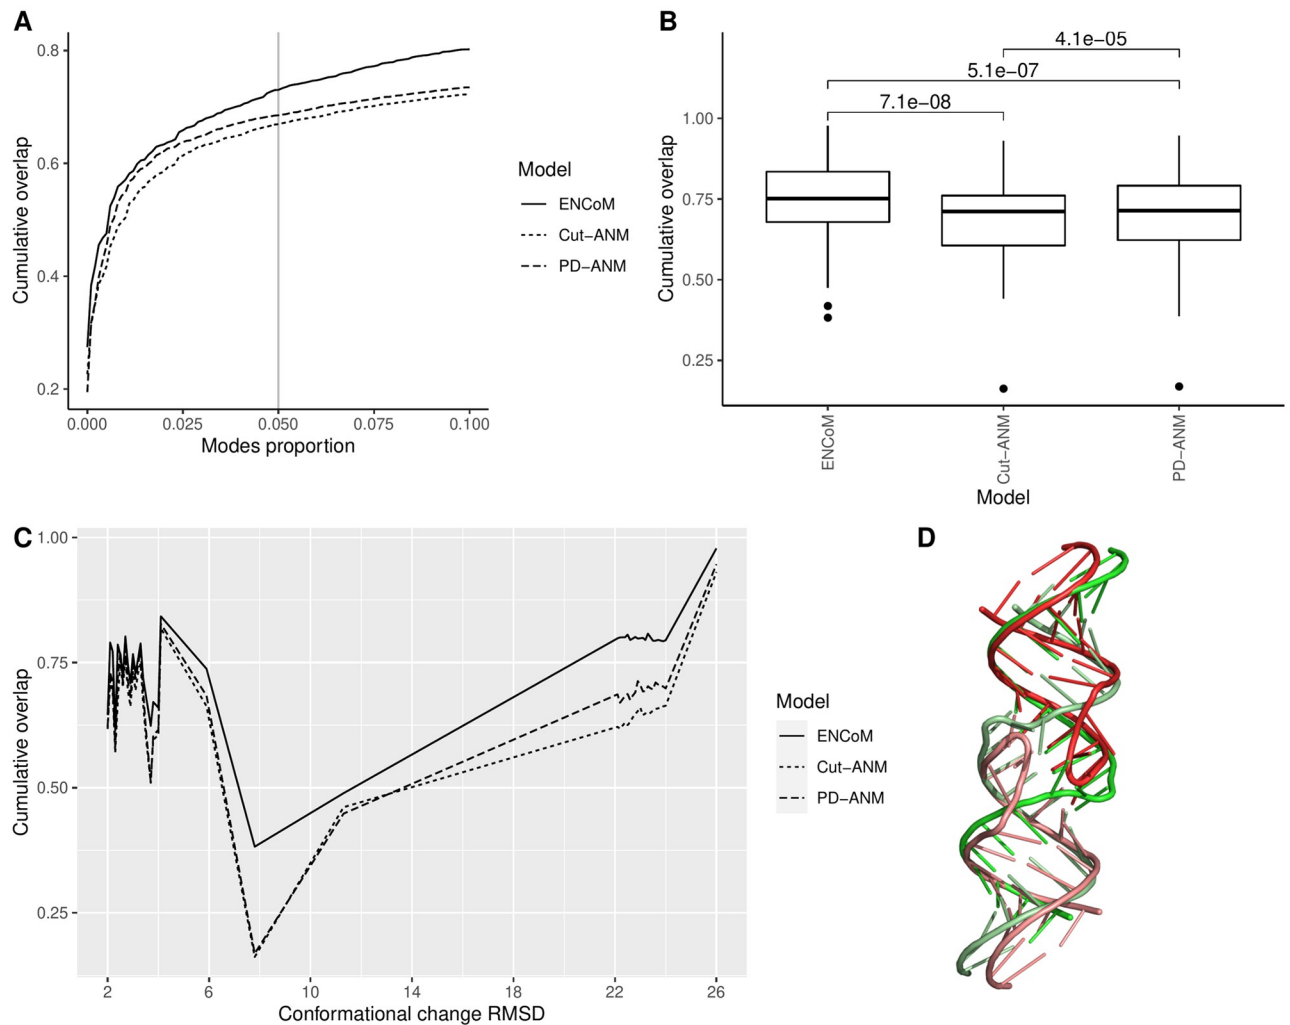 A
0.8
0.6
0.4
0.2
Cumulative overlap
0.000
0.025
0.050
0.075
0.100
Modes proportion
Model
ENCoM
Cut−ANM
PD−ANM
B
4.1e−05
5.1e−07
7.1e−08
1.00
0.75
0.50
0.25
Cumulative overlap
ENCoM
Cut−ANM
PD−ANM
Model
C
1.00
0.75
0.50
0.25
Cumulative overlap
2
6
10
14
18
22
26
Conformational change RMSD
Model
ENCoM
Cut−ANM
PD−ANM
D